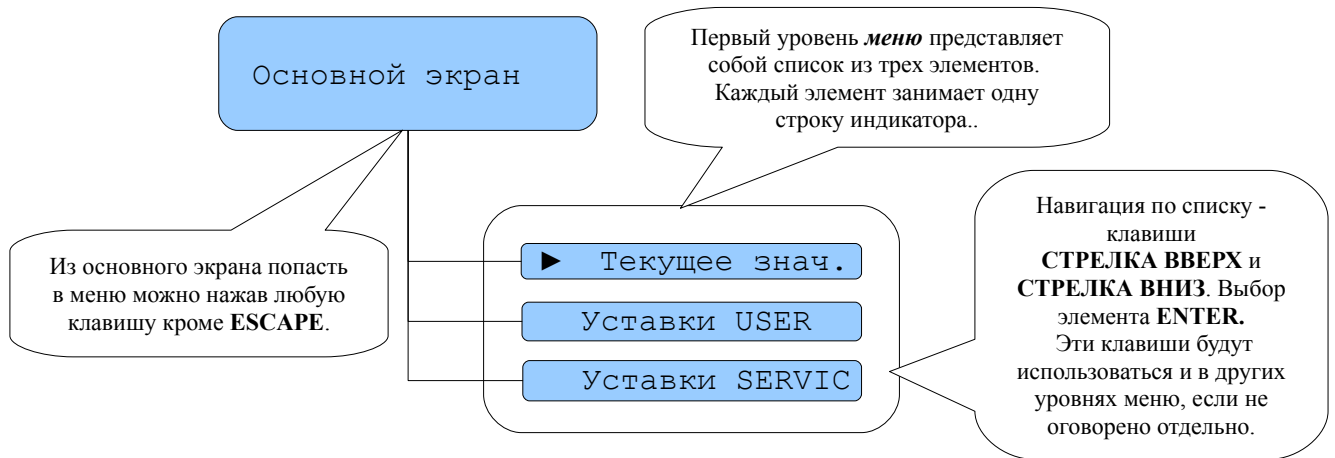 Основной экран
Первый уровень меню представляет
собой список из трех элементов.
Каждый элемент занимает одну
строку индикатора..
Из основного экрана попасть
в меню можно нажав любую
клавишу кроме ESCAPE.
► Текущее знач.
Уставки USER
Уставки SERVIC
Навигация по списку -
клавиши
СТРЕЛКА ВВЕРХ и
СТРЕЛКА ВНИЗ. Выбор
элемента ENTER.
Эти клавиши будут
использоваться и в других
уровнях меню, если не
оговорено отдельно.